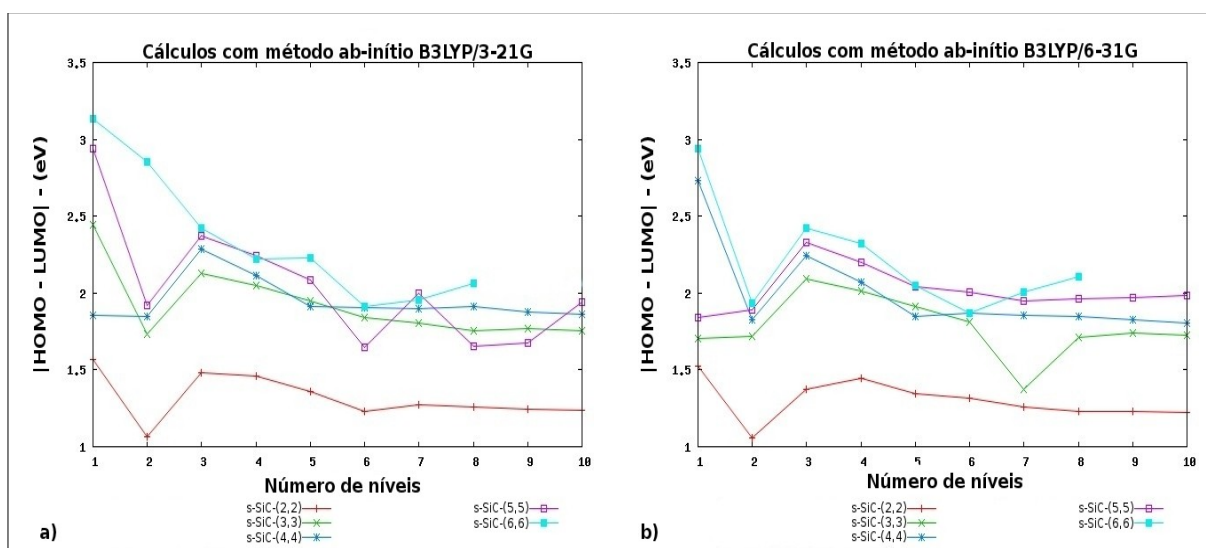 Cálculos com método ab-inítio B3LYP/3-21G
|HOMO - LUMO| - (eV)
3,5
3
2,5
2
1,5
1
1 2 3 4 5 6 7 8 9 10
Número de níveis
s-SiC-(2,2)
s-SiC-(3,3)
s-SiC-(4,4)
s-SiC-(5,5)
s-SiC-(6,6)
a)
Cálculos com método ab-inítio B3LYP/6-31G
|HOMO - LUMO| - (eV)
3,5
3
2,5
2
1,5
1
1 2 3 4 5 6 7 8 9 10
Número de níveis
s-SiC-(2,2)
s-SiC-(3,3)
s-SiC-(4,4)
s-SiC-(5,5)
s-SiC-(6,6)
b)